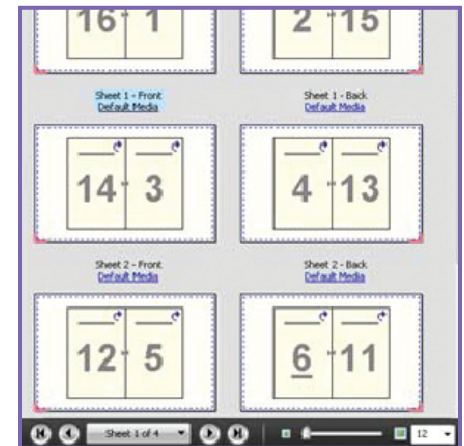 16 1 2 15
Sheet 1 - Front Sheet 1 - Back
Default Media Default Media
14 3 4 13
Sheet 2 - Front Sheet 2 - Back
Default Media Default Media
12 5 6 11
Sheet 1 of 4 12